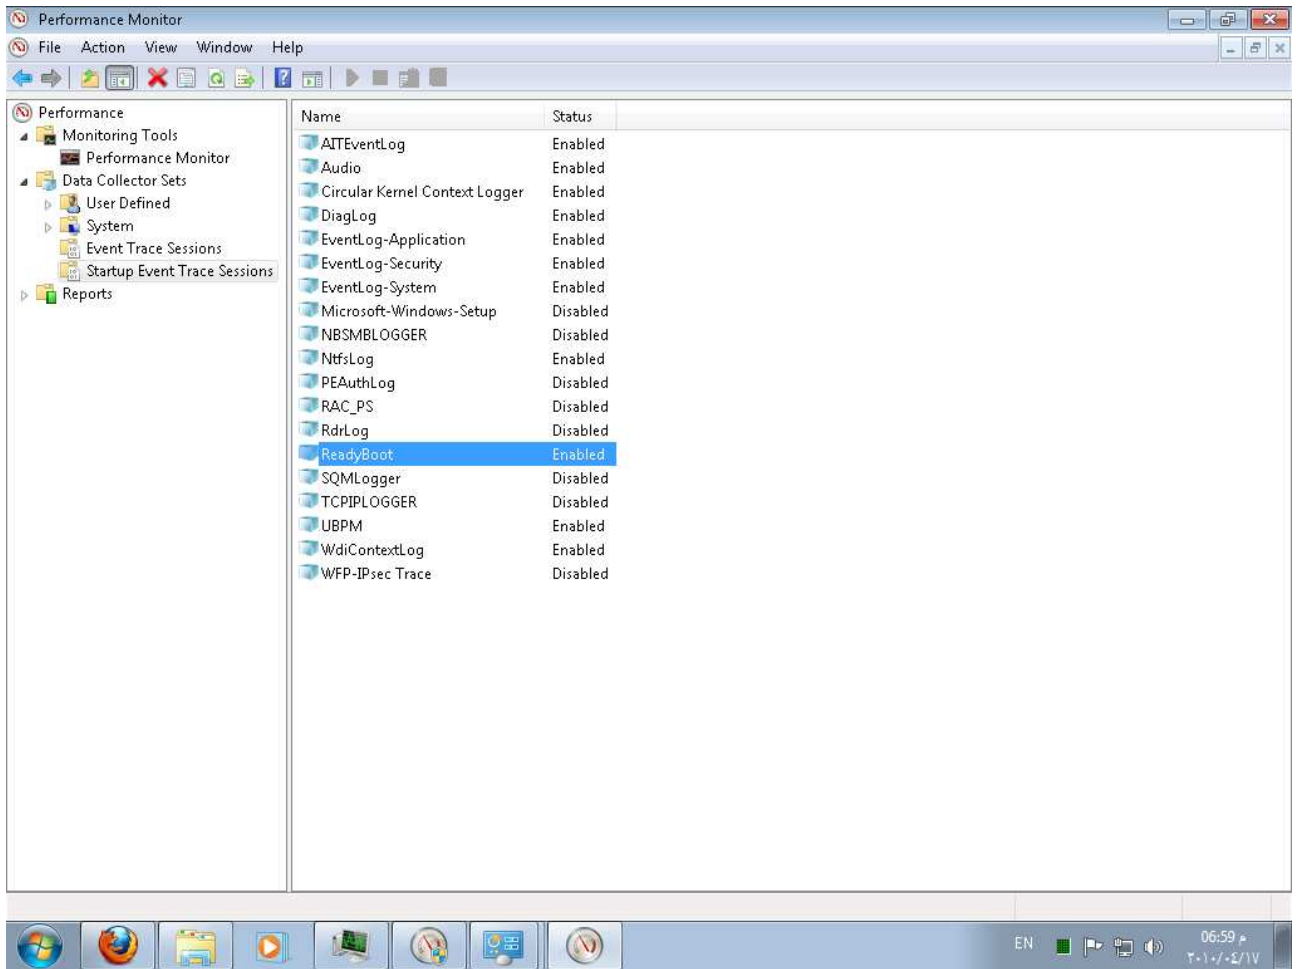 Performance Monitor
File Action View Window Help
Performance
Monitoring Tools
Performance Monitor
Data Collector Sets
User Defined
System
Event Trace Sessions
Startup Event Trace Sessions
Reports
Name Status
AITEventLog Enabled
Audio Enabled
Circular Kernel Context Logger Enabled
DiagLog Enabled
EventLog-Application Enabled
EventLog-Security Enabled
EventLog-System Enabled
Microsoft-Windows-Setup Disabled
NBSMBLOGGER Disabled
NtfsLog Enabled
PEAuthLog Disabled
RAC_PS Disabled
RdrLog Disabled
ReadyBoot Enabled
SQMLogger Disabled
TCPIPLOGGER Disabled
UBPM Enabled
WdiContextLog Enabled
WFP-IPsec Trace Disabled
EN
06:59 م
٢٠١٠/٠٤/١٧